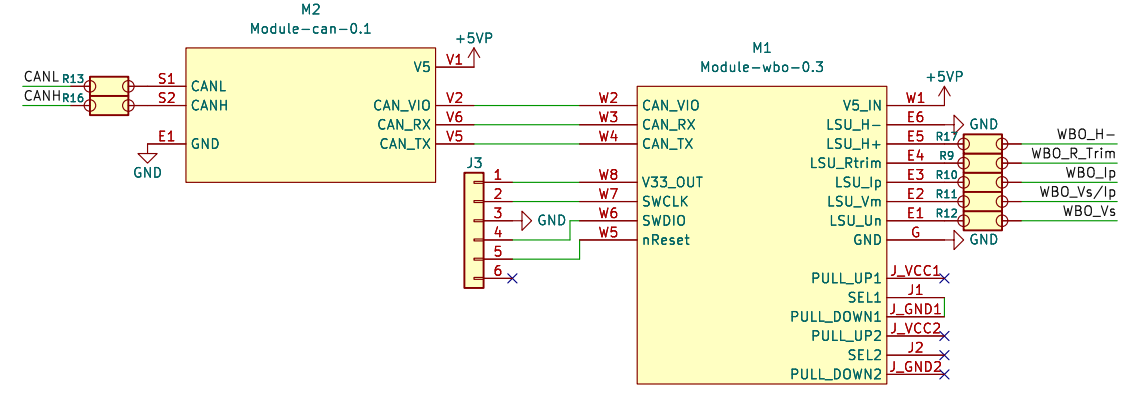 M2
Module-can-0.1
CANL R13 S1 CANL
CANH R16 S2 CANH
E1 GND
GND
V5 V1 +5VP
CAN_VIO V2
CAN_RX V6
CAN_TX V5
J3
1
2
3 GND
4
5
6
M1
Module-wbo-0.3
W2 CAN_VIO
W3 CAN_RX
W4 CAN_TX
W8 V33_OUT
W7 SWCLK
W6 SWDIO
W5 nReset
+5VP
V5_IN W1
LSU_H- E6 GND
LSU_H+ E5 R17 WBO_H-
LSU_Rtrim E4 R9 WBO_R_Trim
LSU_Ip E3 R10 WBO_Ip
LSU_Vm E2 R11 WBO_Vs/Ip
LSU_Un E1 R12 WBO_Vs
GND G GND
PULL_UP1 J_VCC1
SEL1 J1
PULL_DOWN1 J_GND1
PULL_UP2 J_VCC2
SEL2 J2
PULL_DOWN2 J_GND2